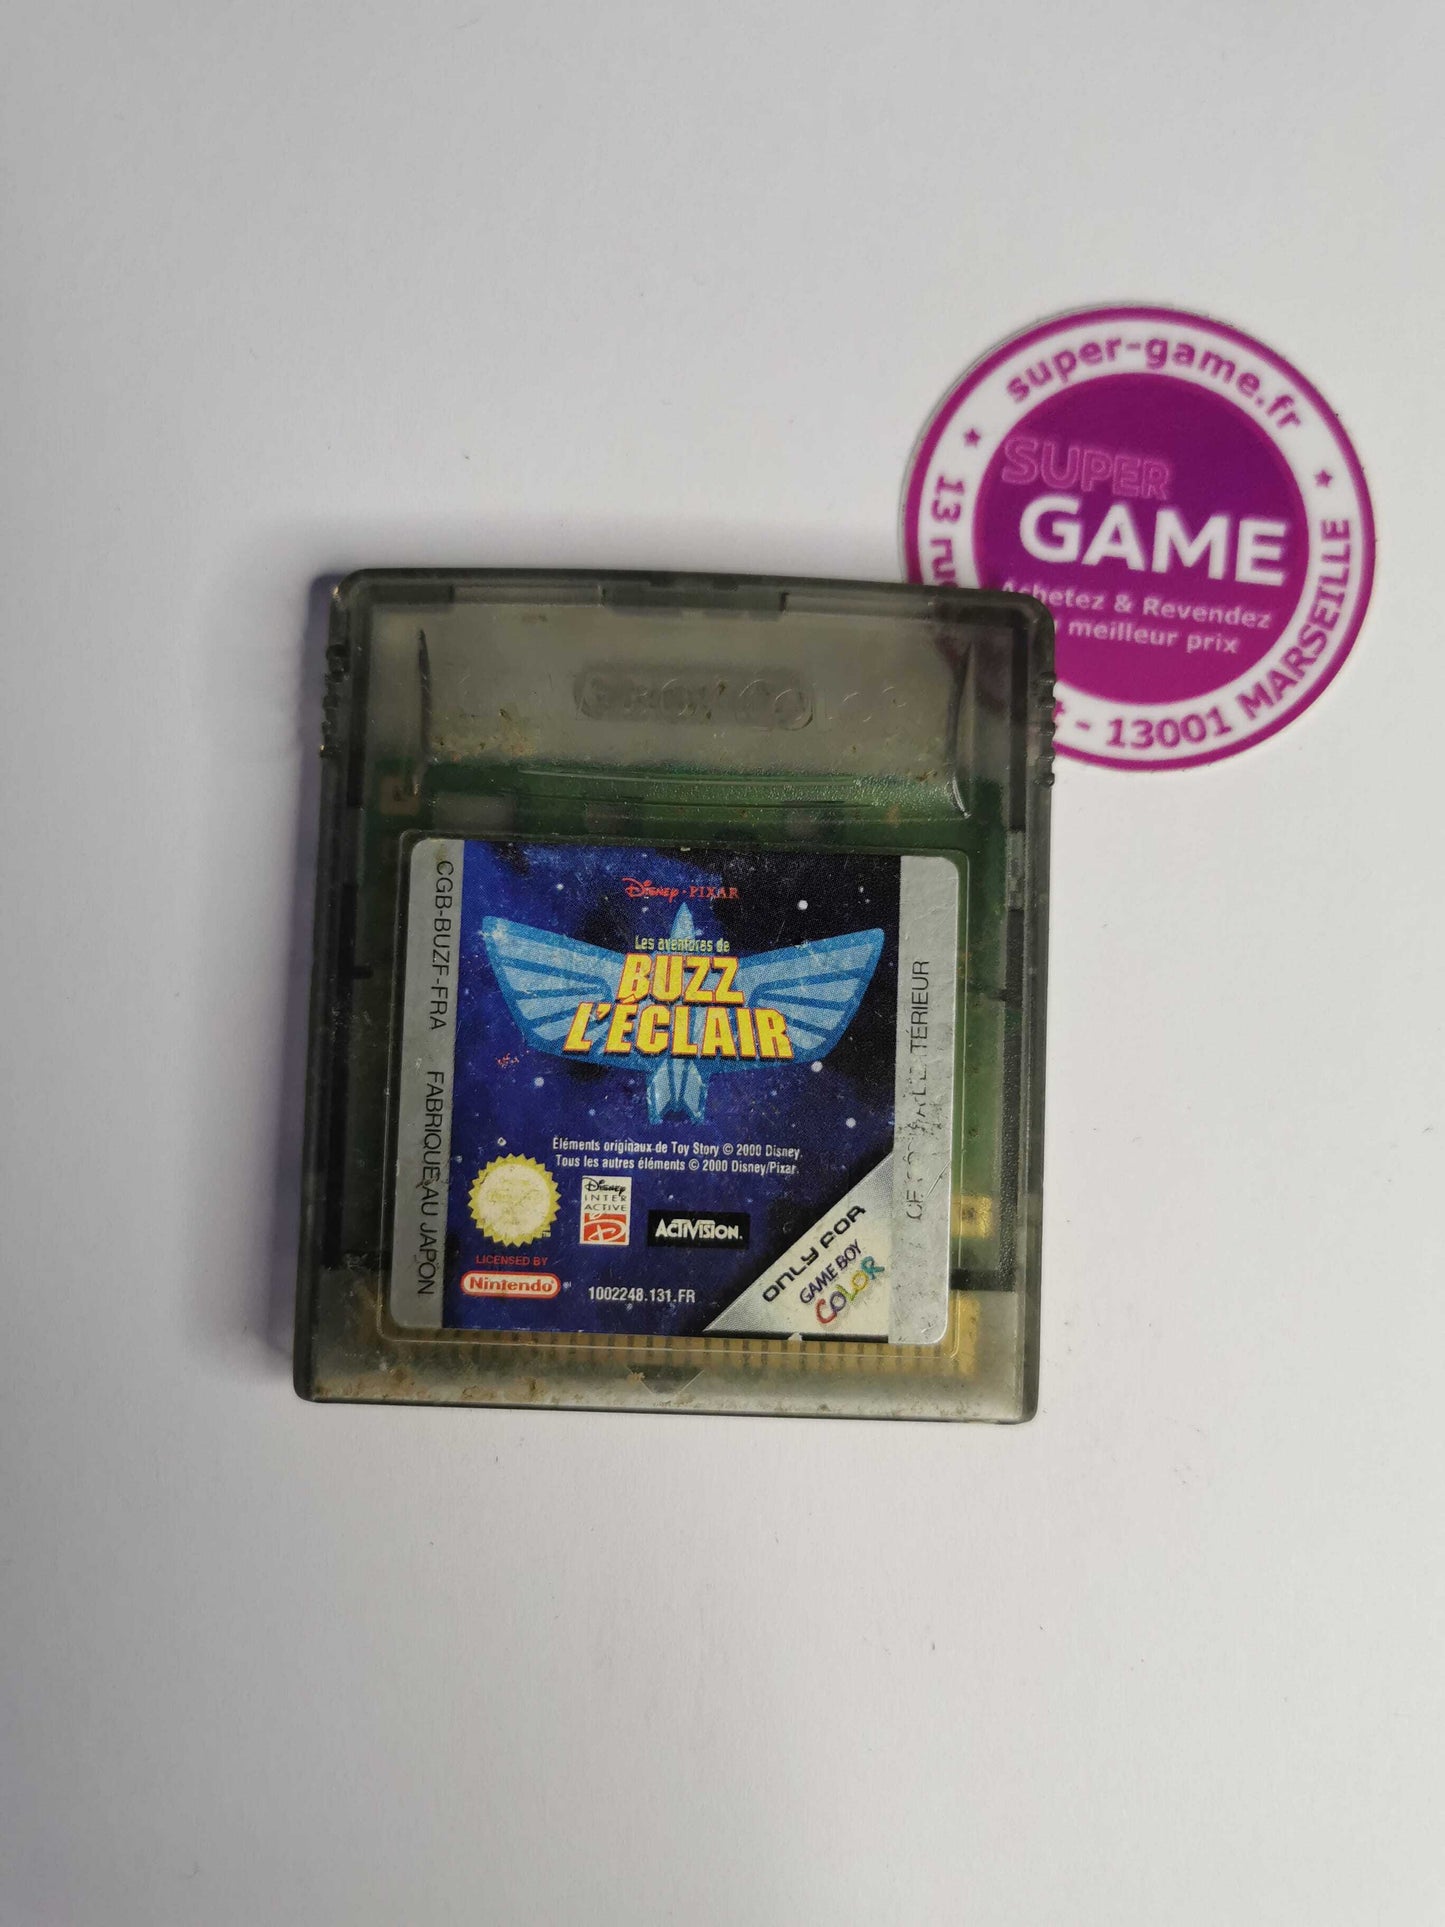 super-game.fr
SUPER
GAME
Achetez & Revendez
meilleur prix
13
- 13001 MARSEILLE
CGB-BUZF-FRA FABRIQUE AU JAPON
Disney · PIXAR
Les aventures de
BUZZ
L'ÉCLAIR
Éléments originaux de Toy Story © 2000 Disney.
Tous les autres éléments © 2000 Disney/Pixar.
Disney
INTER
ACTIVE
ACTIVISION.
LICENSED BY
Nintendo
1002248.131.FR
ONLY FOR
GAME BOY
COLOR